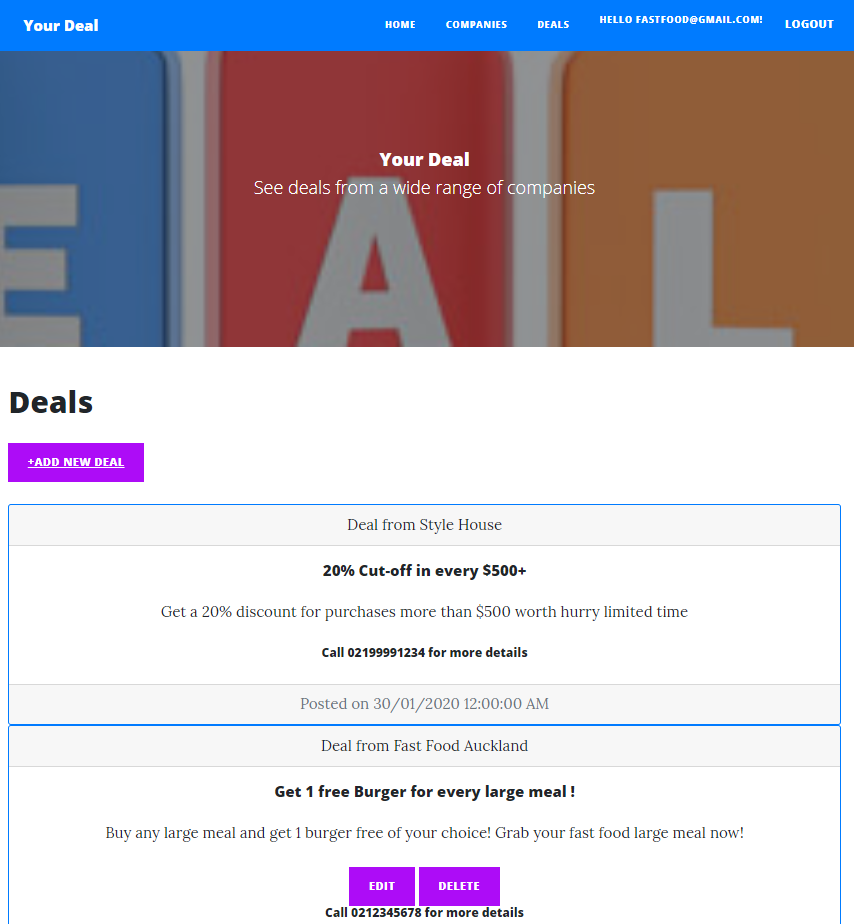 Your Deal
HOME
COMPANIES
DEALS
HELLO FASTFOOD@GMAIL.COM!
LOGOUT
E A L
Your Deal
See deals from a wide range of companies
Deals
+ADD NEW DEAL
Deal from Style House
20% Cut-off in every $500+
Get a 20% discount for purchases more than $500 worth hurry limited time
Call 02199991234 for more details
Posted on 30/01/2020 12:00:00 AM
Deal from Fast Food Auckland
Get 1 free Burger for every large meal !
Buy any large meal and get 1 burger free of your choice! Grab your fast food large meal now!
EDIT
DELETE
Call 0212345678 for more details